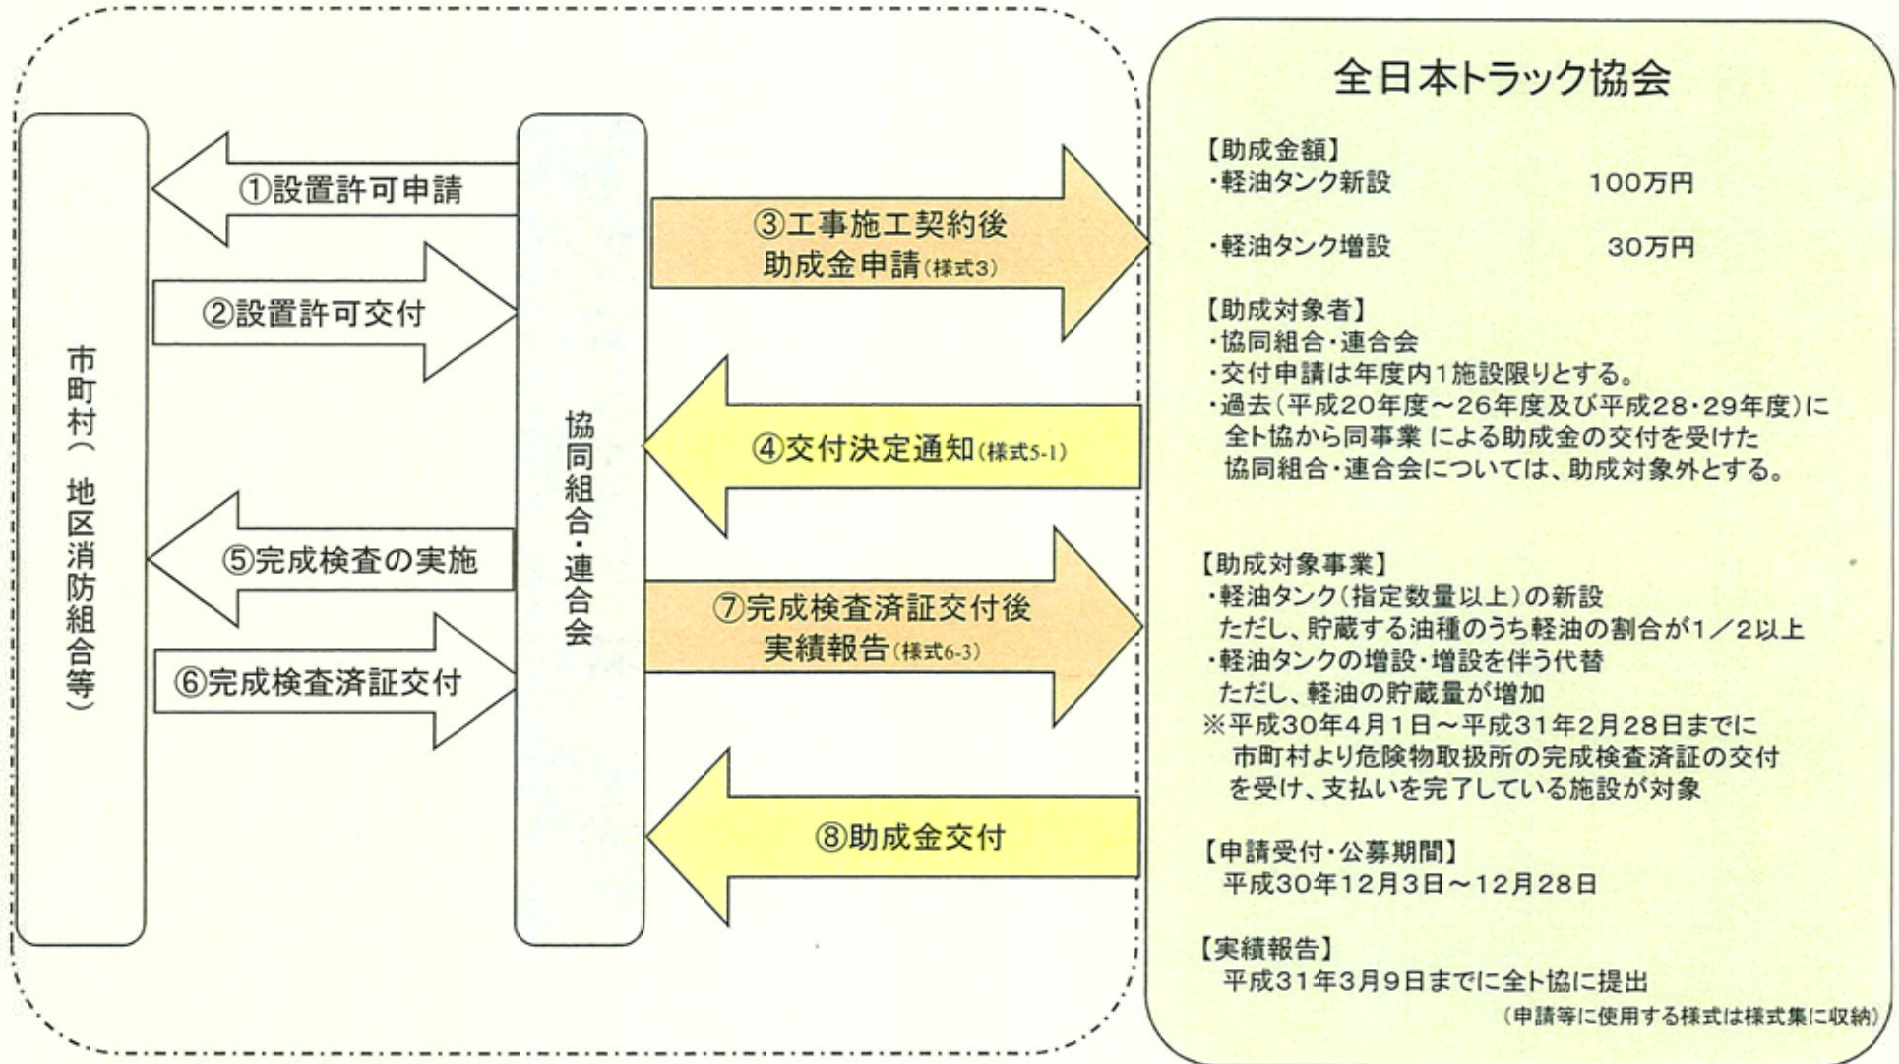 市町村(地区消防組合等)
協同組合・連合会
①設置許可申請
②設置許可交付
③工事施工契約後
助成金申請(様式3)
④交付決定通知(様式5-1)
⑤完成検査の実施
⑥完成検査済証交付
⑦完成検査済証交付後
実績報告(様式6-3)
⑧助成金交付
全日本トラック協会
【助成金額】
・軽油タンク新設 100万円
・軽油タンク増設 30万円
【助成対象者】
・協同組合・連合会
・交付申請は年度内1施設限りとする。
・過去(平成20年度~26年度及び平成28・29年度)に
全ト協から同事業による助成金の交付を受けた
協同組合・連合会については、助成対象外とする。
【助成対象事業】
・軽油タンク(指定数量以上)の新設
ただし、貯蔵する油種のうち軽油の割合が1/2以上
・軽油タンクの増設・増設を伴う代替
ただし、軽油の貯蔵量が増加
※平成30年4月1日~平成31年2月28日までに
市町村より危険物取扱所の完成検査済証の交付
を受け、支払いを完了している施設が対象
【申請受付・公募期間】
平成30年12月3日~12月28日
【実績報告】
平成31年3月9日までに全ト協に提出
(申請等に使用する様式は様式集に収納)